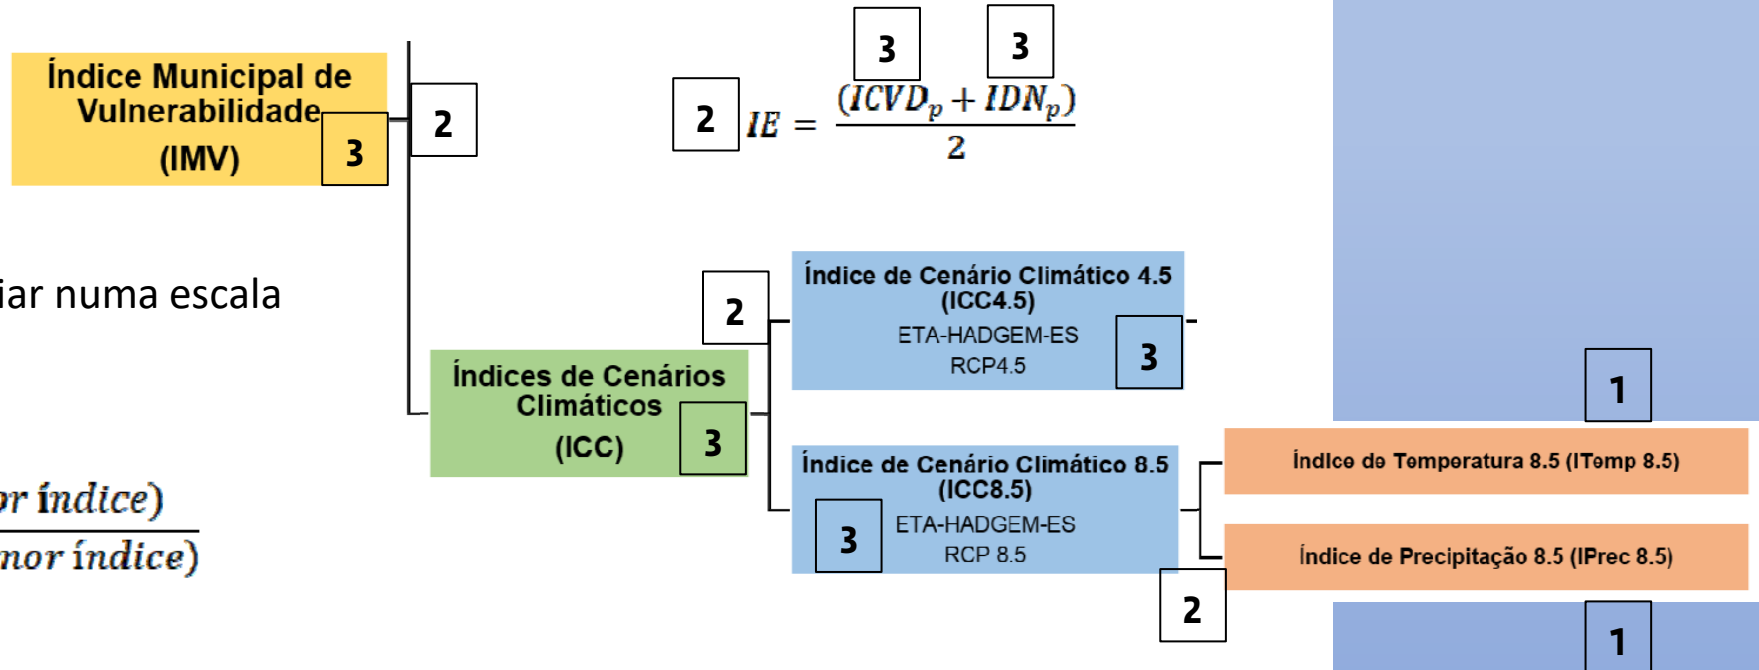 3
3
Índice Municipal de
Vulnerabilidade
(IMV)
3
2
2
IE = (ICVDp + IDNp)
2
iar numa escala
2
Índice de Cenário Climático 4.5
(ICC4.5)
ETA-HADGEM-ES
RCP4.5
3
Índices de Cenários
Climáticos
(ICC)
3
1
Índice de Cenário Climático 8.5
(ICC8.5)
ETA-HADGEM-ES
RCP 8.5
3
Índice de Temperatura 8.5 (ITemp 8.5)
or índice)
nor índice)
Índice de Precipitação 8.5 (IPrec 8.5)
2
1